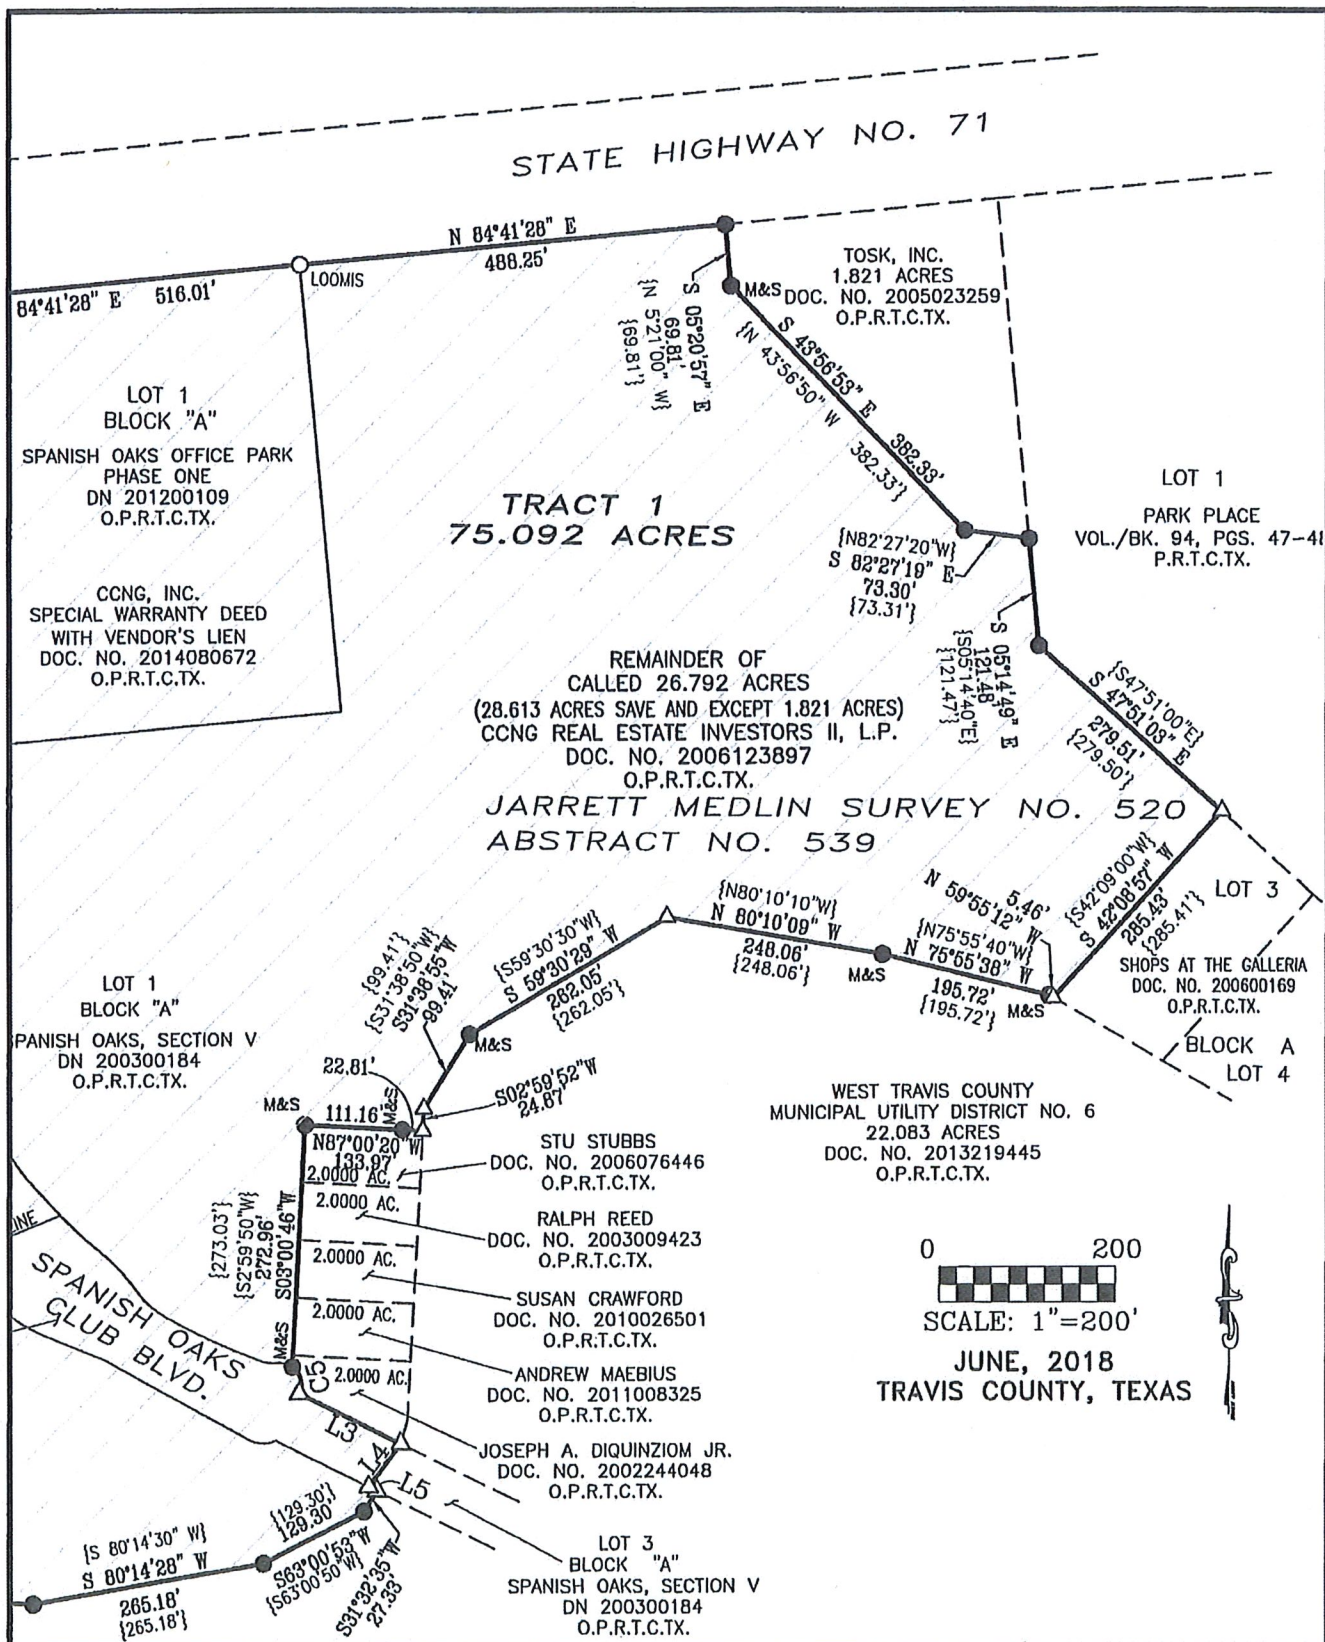 STATE HIGHWAY NO. 71
N 84°41'28" E
488.25'
LOOMIS
84°41'28" E 516.01'
TOSK, INC.
1.821 ACRES
DOC. NO. 2005023259
O.P.R.T.C.TX.
M&S
S 05°20'57" E
69.81'
{N 5°21'00" W}
{69.81'}
S 43°56'53" E 382.33'
{N 43°56'50" W 382.33'}
LOT 1
BLOCK "A"
SPANISH OAKS OFFICE PARK
PHASE ONE
DN 201200109
O.P.R.T.C.TX.
CCNG, INC.
SPECIAL WARRANTY DEED
WITH VENDOR'S LIEN
DOC. NO. 2014080672
O.P.R.T.C.TX.
TRACT 1
75.092 ACRES
LOT 1
PARK PLACE
VOL./BK. 94, PGS. 47-48
P.R.T.C.TX.
{N82°27'20"W}
S 82°27'19" E
73.30'
{73.31'}
S 05°14'49" E
121.48'
{S05°14'40"E}
{121.47'}
{S47°51'00"E}
S 47°51'03" E
279.51'
{279.50'}
REMAINDER OF
CALLED 26.792 ACRES
(28.613 ACRES SAVE AND EXCEPT 1.821 ACRES)
CCNG REAL ESTATE INVESTORS II, L.P.
DOC. NO. 2006123897
O.P.R.T.C.TX.
JARRETT MEDLIN SURVEY NO. 520
ABSTRACT NO. 539
{S42°09'00"W}
S 42°08'57" W
285.43'
{285.41'}
LOT 3
SHOPS AT THE GALLERIA
DOC. NO. 200600169
O.P.R.T.C.TX.
BLOCK A
LOT 4
5.46'
N 59°55'12" W
{N75°55'40"W}
N 75°55'38" W
195.72'
{195.72'}
M&S
{N80°10'10"W}
N 80°10'09" W
248.06'
{248.06'}
M&S
{S59°30'30"W}
S 59°30'29" W
262.05'
{262.05'}
M&S
{99.41'}
{S31°38'50"W}
S31°38'55"W
99.41'
S02°59'52"W
24.87'
LOT 1
BLOCK "A"
PANISH OAKS, SECTION V
DN 200300184
O.P.R.T.C.TX.
22.81'
M&S
111.16'
M&S
N87°00'20"W
133.97'
2.0000 AC.
2.0000 AC.
2.0000 AC.
2.0000 AC.
2.0000 AC.
{273.03'}
{S2°59'50"W}
272.96'
S03°00'46"W
M&S
STU STUBBS
DOC. NO. 2006076446
O.P.R.T.C.TX.
RALPH REED
DOC. NO. 2003009423
O.P.R.T.C.TX.
SUSAN CRAWFORD
DOC. NO. 2010026501
O.P.R.T.C.TX.
ANDREW MAEBIUS
DOC. NO. 2011008325
O.P.R.T.C.TX.
JOSEPH A. DIQUINZIOM JR.
DOC. NO. 2002244048
O.P.R.T.C.TX.
WEST TRAVIS COUNTY
MUNICIPAL UTILITY DISTRICT NO. 6
22.083 ACRES
DOC. NO. 2013219445
O.P.R.T.C.TX.
0 200
SCALE: 1"=200'
JUNE, 2018
TRAVIS COUNTY, TEXAS
INE
SPANISH OAKS
CLUB BLVD.
C5
L3
L4
L5
{129.30'}
129.30'
S63°00'53"W
{S63°00'50"W}
S31°32'35"W
27.33'
{S 80°14'30" W}
S 80°14'28" W
265.18'
{265.18'}
LOT 3
BLOCK "A"
SPANISH OAKS, SECTION V
DN 200300184
O.P.R.T.C.TX.